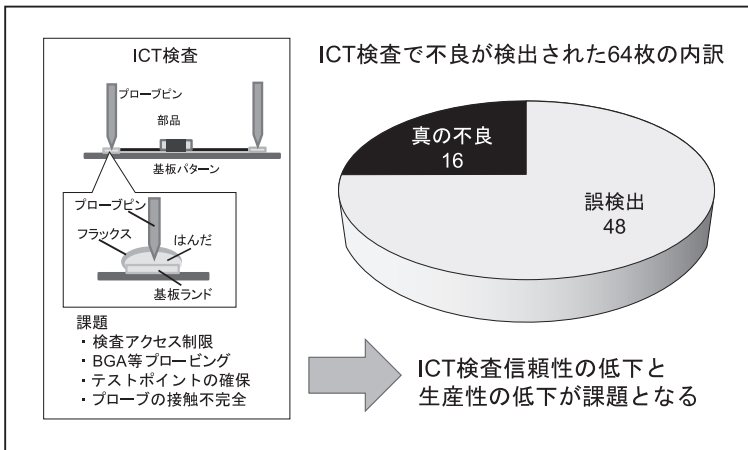 ICT検査
プローブピン
部品
基板パターン
プローブピン
フラックス
はんだ
基板ランド
課題
・検査アクセス制限
・BGA等プロービング
・テストポイントの確保
・プローブの接触不完全
ICT検査で不良が検出された64枚の内訳
真の不良
16
誤検出
48
ICT検査信頼性の低下と
生産性の低下が課題となる